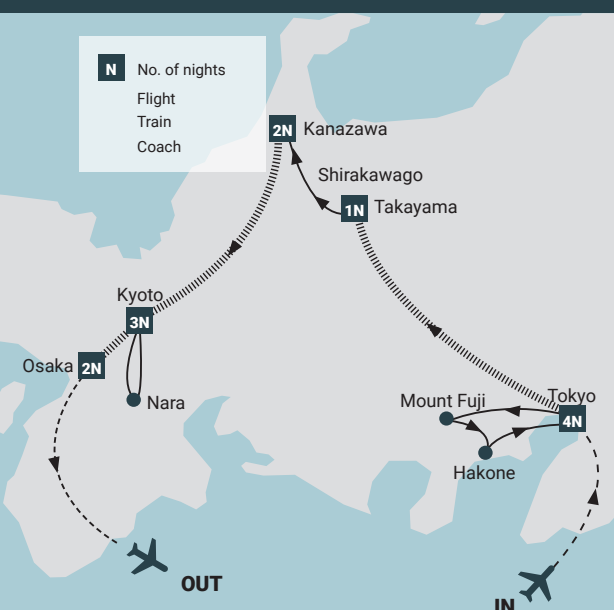 N No. of nights
Flight
Train
Coach
2N Kanazawa
Shirakawago
1N Takayama
Kyoto
3N
Osaka 2N
Nara
Mount Fuji
Tokyo
4N
Hakone
OUT
IN